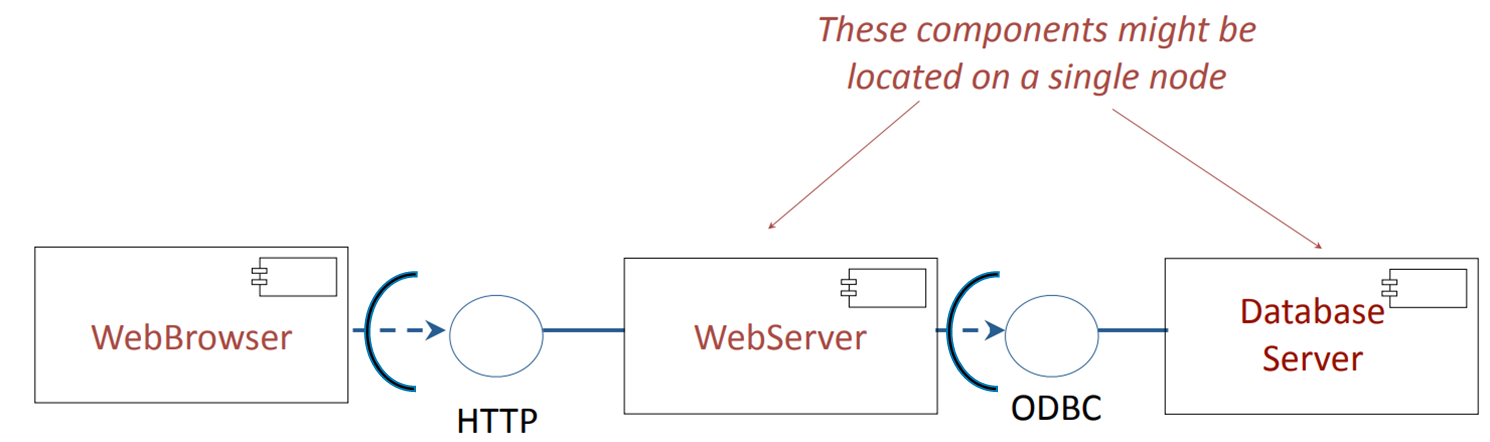 These components might be
located on a single node
WebBrowser
HTTP
WebServer
ODBC
Database
Server